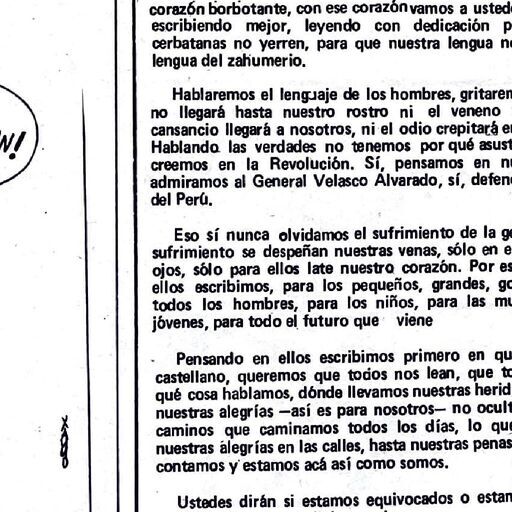 corazón borbotante, con ese corazón vamos a ustede
escribiendo mejor, leyendo con dedicación p
cerbatanas no yerren, para que nuestra lengua n
lengua del zahumerio.
Hablaremos el lenguaje de los hombres, gritarem
no llegará hasta nuestro rostro ni el veneno
cansancio llegará a nosotros, ni el odio crepitará e
Hablando las verdades no tenemos por qué asust
creemos en la Revolución. Sí, pensamos en nu
admiramos al General Velasco Alvarado, sí, defen
del Perú.
Eso sí nunca olvidamos el sufrimiento de la ge
sufrimiento se despeñan nuestras venas, sólo en e
ojos, sólo para ellos late nuestro corazón. Por es
ellos escribimos, para los pequeños, grandes, go
todos los hombres, para los niños, para las mu
jóvenes, para todo el futuro que viene
Pensando en ellos escribimos primero en qu
castellano, queremos que todos nos lean, que to
qué cosa hablamos, dónde llevamos nuestras herid
nuestras alegrías —así es para nosotros— no ocult
caminos que caminamos todos los días, lo que
nuestras alegrías en las calles, hasta nuestras penas
contamos y estamos acá así como somos.
Ustedes dirán si estamos equivocados o estam